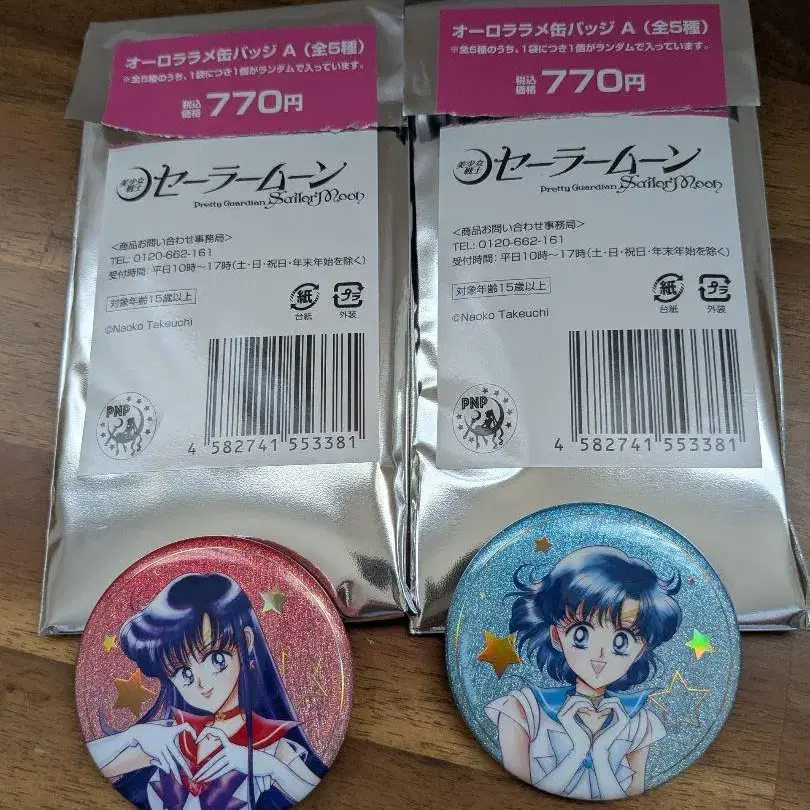 オーロララメ缶バッジ A（全5種）
※全5種のうち、1袋につき1個がランダムで入っています。
税込価格 770円
美少女戦士 セーラームーン
Pretty Guardian Sailor Moon
＜商品お問い合わせ事務局＞
TEL: 0120-662-161
受付時間: 平日10時～17時(土・日・祝日・年末年始を除く)
対象年齢15歳以上
紙 台紙
プラ 外装
©Naoko Takeuchi
PNP
4 582741 553381
オーロララメ缶バッジ A（全5種）
※全5種のうち、1袋につき1個がランダムで入っています。
税込価格 770円
美少女戦士 セーラームーン
Pretty Guardian Sailor Moon
＜商品お問い合わせ事務局＞
TEL: 0120-662-161
受付時間: 平日10時～17時(土・日・祝日・年末年始を除く)
対象年齢15歳以上
紙 台紙
プラ 外装
©Naoko Takeuchi
PNP
4 582741 553381